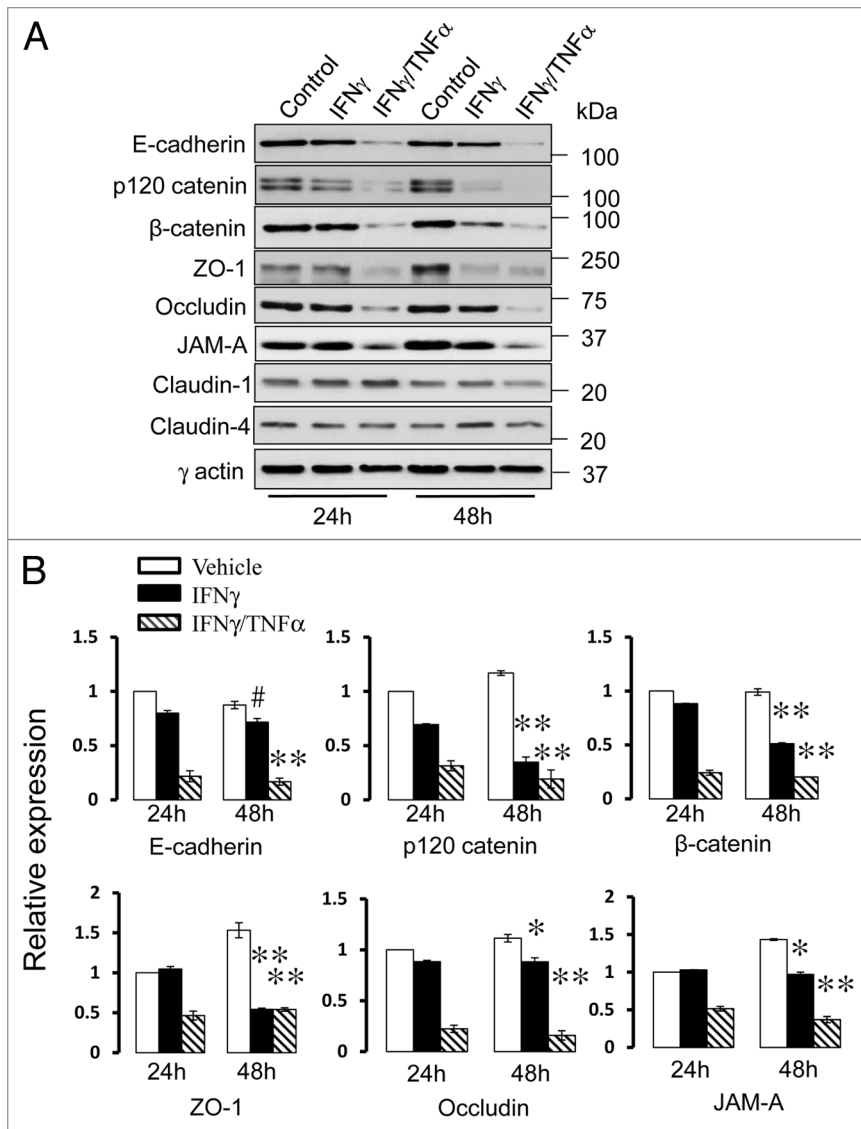 A
Control IFNγ IFNγ/TNFα Control IFNγ IFNγ/TNFα kDa
E-cadherin 100
p120 catenin 100
β-catenin 100
ZO-1 250
Occludin 75
JAM-A 37
Claudin-1 20
Claudin-4 20
γ actin 37
24h 48h
B
Vehicle
IFNγ
IFNγ/TNFα
Relative expression
1.5 1.5 1.5
1 # 1 1
** ** **
0.5 ** 0.5 ** 0.5
0 0 0
24h 48h 24h 48h 24h 48h
E-cadherin p120 catenin β-catenin
2 1.5 2
1.5 * 1.5
1 ** 1 ** 1 *
0.5 ** 0.5 0.5 **
0 0 0
24h 48h 24h 48h 24h 48h
ZO-1 Occludin JAM-A